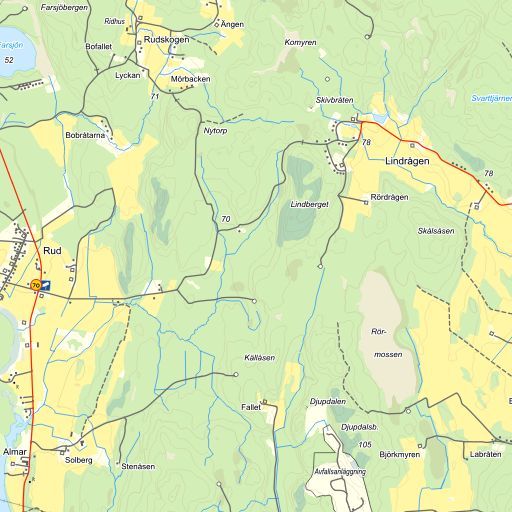 Farsjöbergen
Ängen
Ridhus
Rudskogen
Farsjön
Bofallet
Komyren
52
Lyckan
Mörbacken
71
Skivbråten
Svarttjärnen
Bobråtarna
Nytorp
78
Lindrågen
78
Lindberget
Rördrågen
70
Skålsåsen
Rud
70
Rör-
mossen
Källåsen
Fallet
Djupdalen
Djupdalsb.
105
Almar
Solberg
Stenåsen
Björkmyren
Labråten
Avfallsanläggning